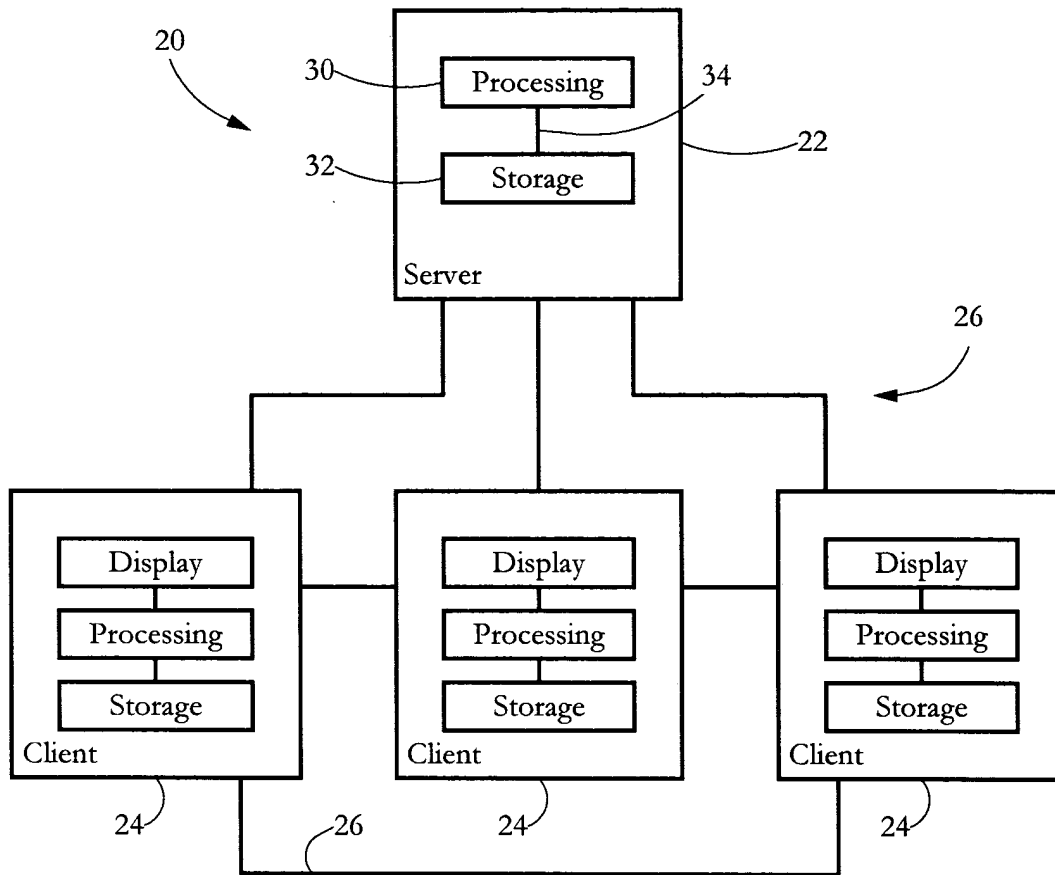 20
30
Processing
34
22
32
Storage
Server
26
Display
Display
Display
Processing
Processing
Processing
Storage
Storage
Storage
Client
Client
Client
24
24
24
26